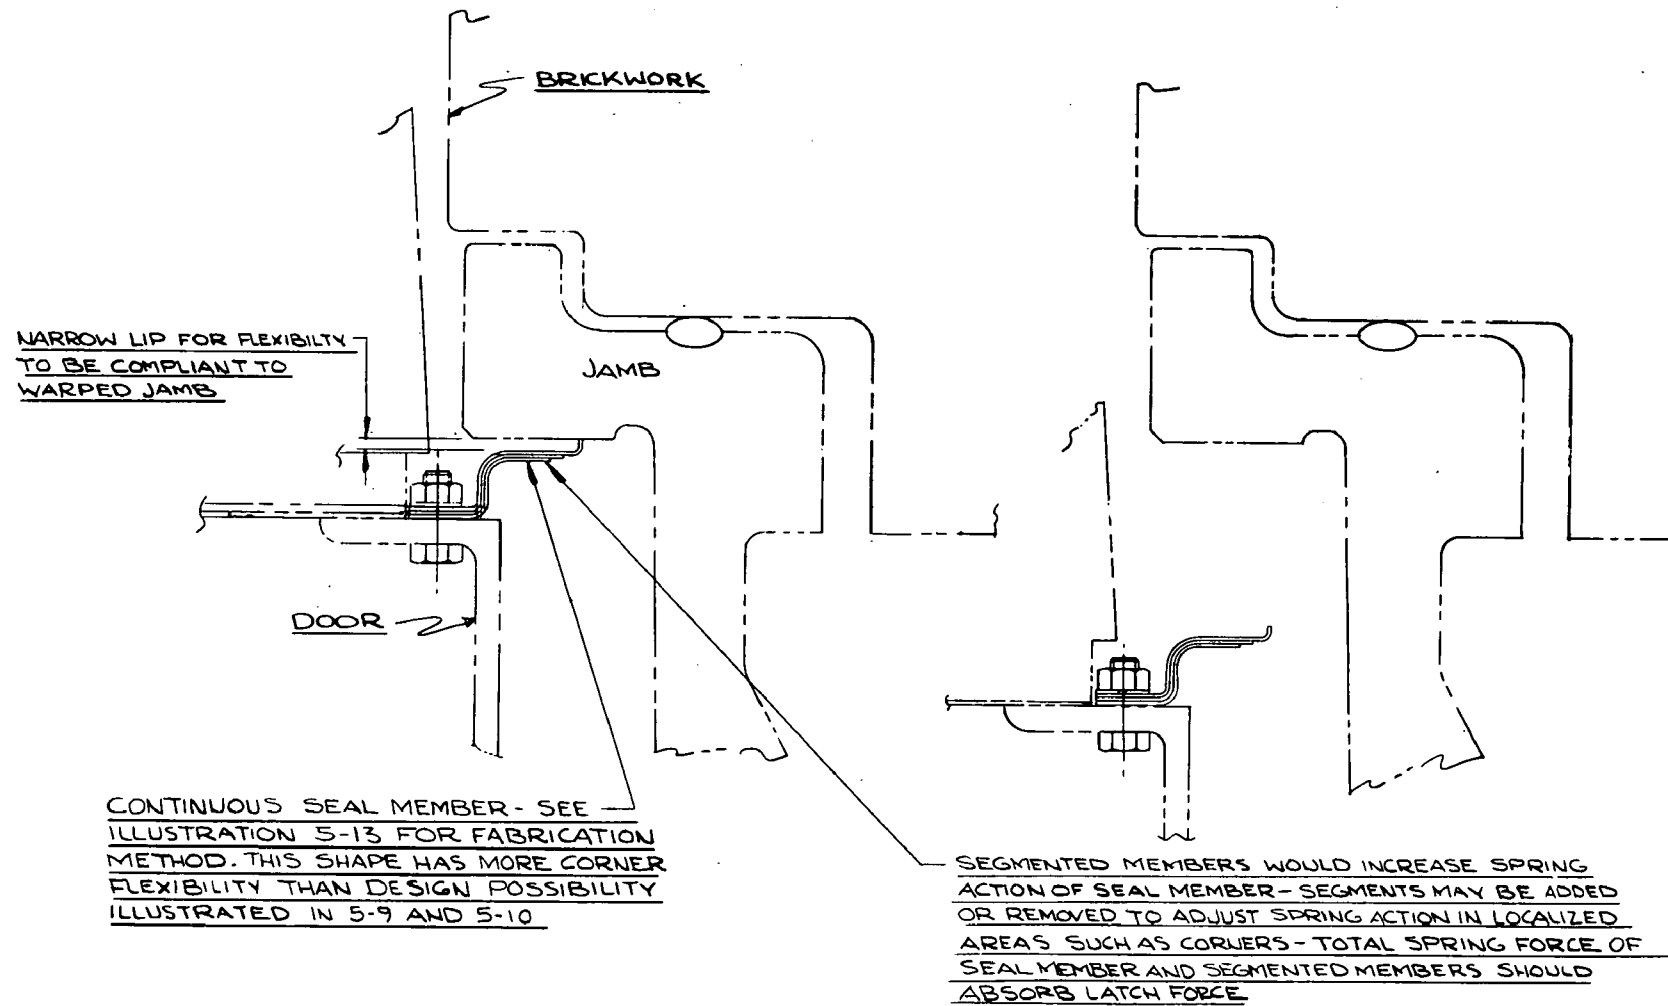 BRICKWORK
NARROW LIP FOR FLEXIBILTY
TO BE COMPLIANT TO
WARPED JAMB
JAMB
DOOR
CONTINUOUS SEAL MEMBER - SEE
ILLUSTRATION 5-13 FOR FABRICATION
METHOD. THIS SHAPE HAS MORE CORNER
FLEXIBILITY THAN DESIGN POSSIBILITY
ILLUSTRATED IN 5-9 AND 5-10
SEGMENTED MEMBERS WOULD INCREASE SPRING
ACTION OF SEAL MEMBER - SEGMENTS MAY BE ADDED
OR REMOVED TO ADJUST SPRING ACTION IN LOCALIZED
AREAS SUCH AS CORNERS - TOTAL SPRING FORCE OF
SEAL MEMBER AND SEGMENTED MEMBERS SHOULD
ABSORB LATCH FORCE